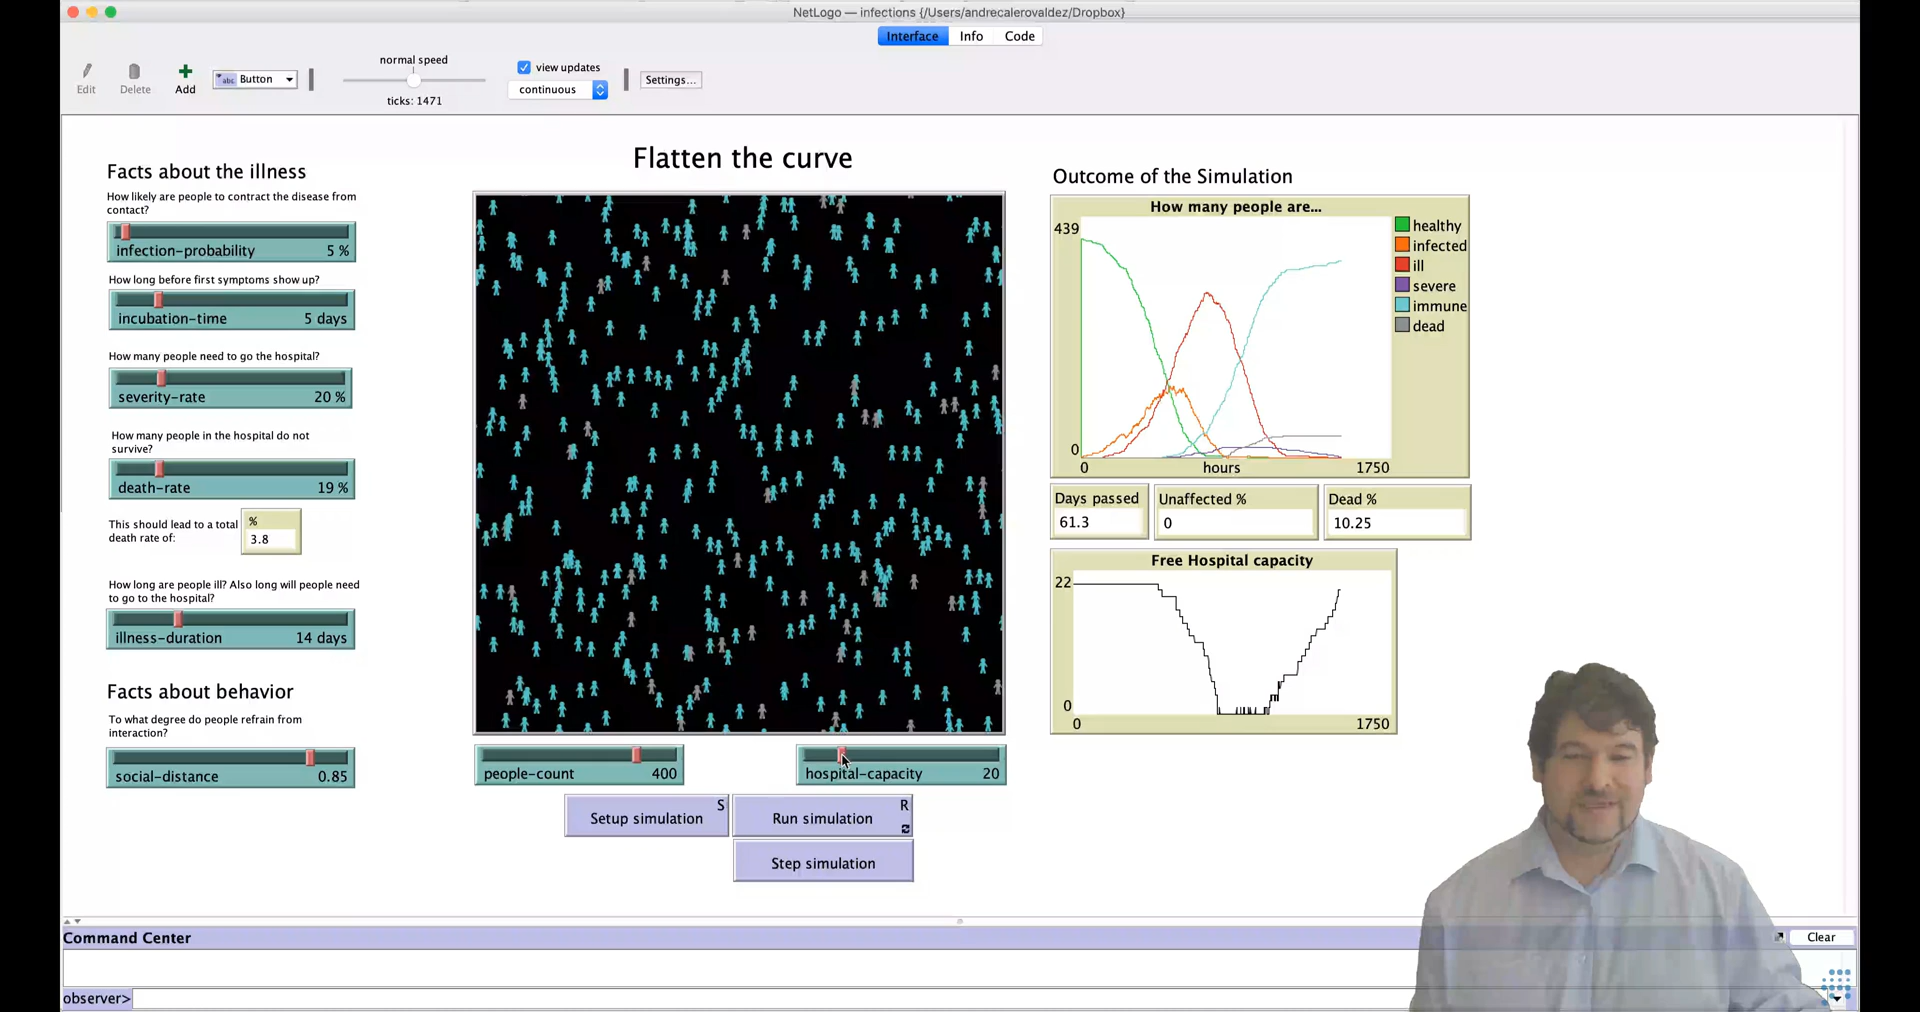 NetLogo — infections {/Users/andrecalerovaldez/Dropbox}
Interface Info Code
Edit
Delete
Add
abc Button
normal speed
ticks: 1471
view updates
continuous
Settings...
Flatten the curve
Facts about the illness
How likely are people to contract the disease from
contact?
infection-probability 5 %
How long before first symptoms show up?
incubation-time 5 days
How many people need to go the hospital?
severity-rate 20 %
How many people in the hospital do not
survive?
death-rate 19 %
This should lead to a total
death rate of:
%
3.8
How long are people ill? Also long will people need
to go to the hospital?
illness-duration 14 days
Facts about behavior
To what degree do people refrain from
interaction?
social-distance 0.85
people-count 400
hospital-capacity 20
Setup simulation S
Run simulation R
Step simulation
Outcome of the Simulation
How many people are...
439
0
0 hours 1750
healthy
infected
ill
severe
immune
dead
Days passed
61.3
Unaffected %
0
Dead %
10.25
Free Hospital capacity
22
0
0 1750
Command Center
Clear
observer>